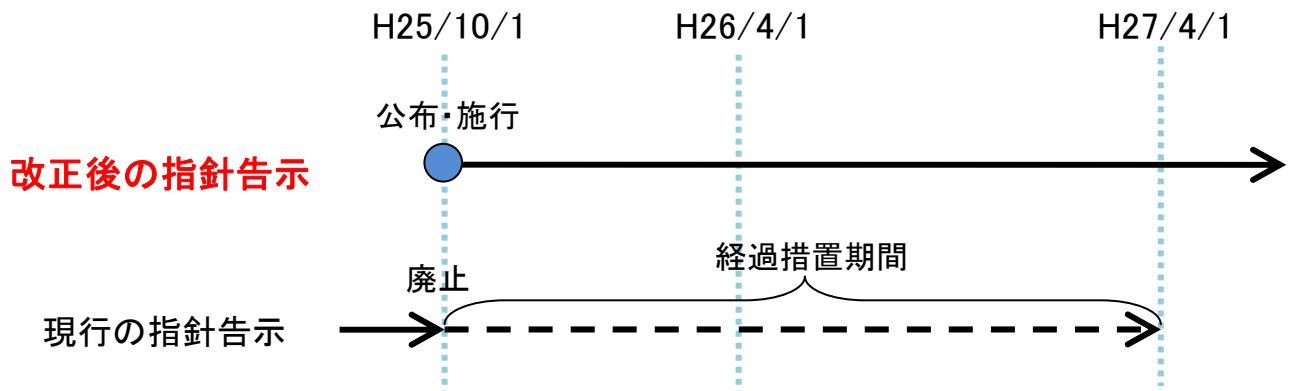 H25/10/1
H26/4/1
H27/4/1
公布・施行
改正後の指針告示
経過措置期間
廃止
現行の指針告示